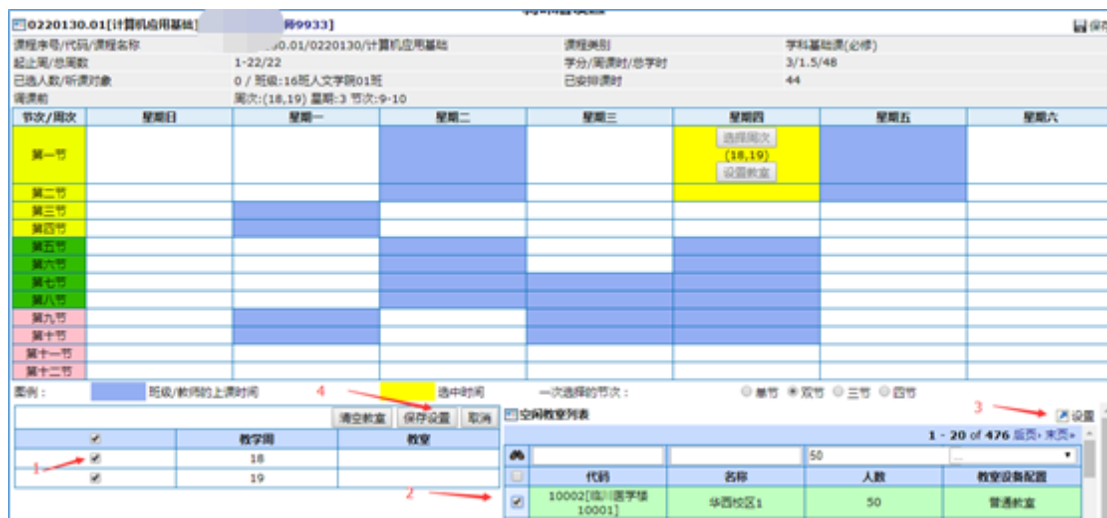 0220130.01[计算机应用基础] 师9933]
保存
课程序号/代码/课程名称 0.01/0220130/计算机应用基础 课程类别 学科基础课(必修)
起止周/总周数 1-22/22 学分/周课时/总学时 3/1.5/48
已选人数/听课对象 0 / 班级:16班人文学院01班 已安排课时 44
调课前 周次:(18,19) 星期:3 节次:9-10
节次/周次 星期日 星期一 星期二 星期三 星期四 星期五 星期六
选择周次
第一节 (18,19)
设置教室
第二节
第三节
第四节
第五节
第六节
第七节
第八节
第九节
第十节
第十一节
第十二节
图例： 班级/教师的上课时间 4 选中时间 一次选择的节次： 单节 双节 三节 四节
清空教室 保存设置 取消
教学周 教室
1 18
19
空闲教室列表 3 设置
1 - 20 of 476 后页› 末页»
50 ...
代码 名称 人数 教室设备配置
2 10002[临川医学楼 华西校区1 50 普通教室
10001]